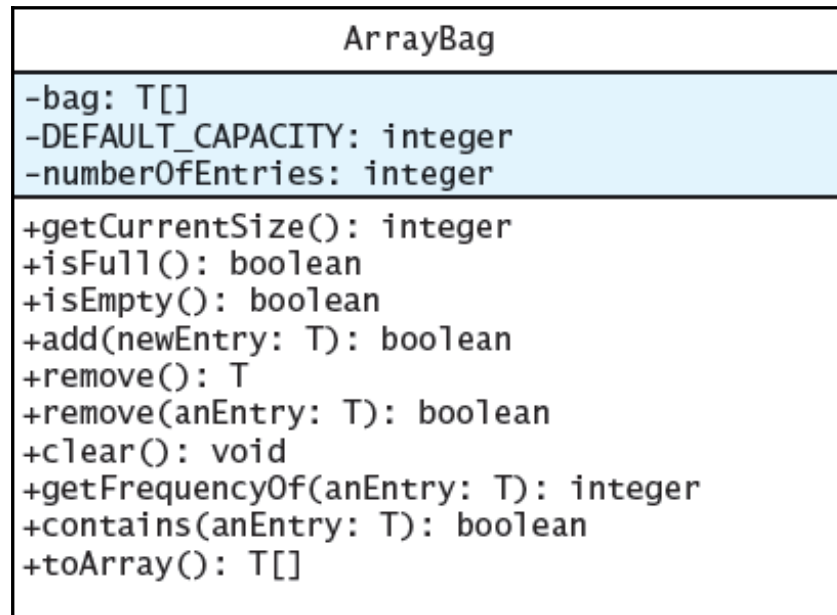 ArrayBag
-bag: T[]
-DEFAULT_CAPACITY: integer
-numberOfEntries: integer
+getCurrentSize(): integer
+isFull(): boolean
+isEmpty(): boolean
+add(newEntry: T): boolean
+remove(): T
+remove(anEntry: T): boolean
+clear(): void
+getFrequencyOf(anEntry: T): integer
+contains(anEntry: T): boolean
+toArray(): T[]